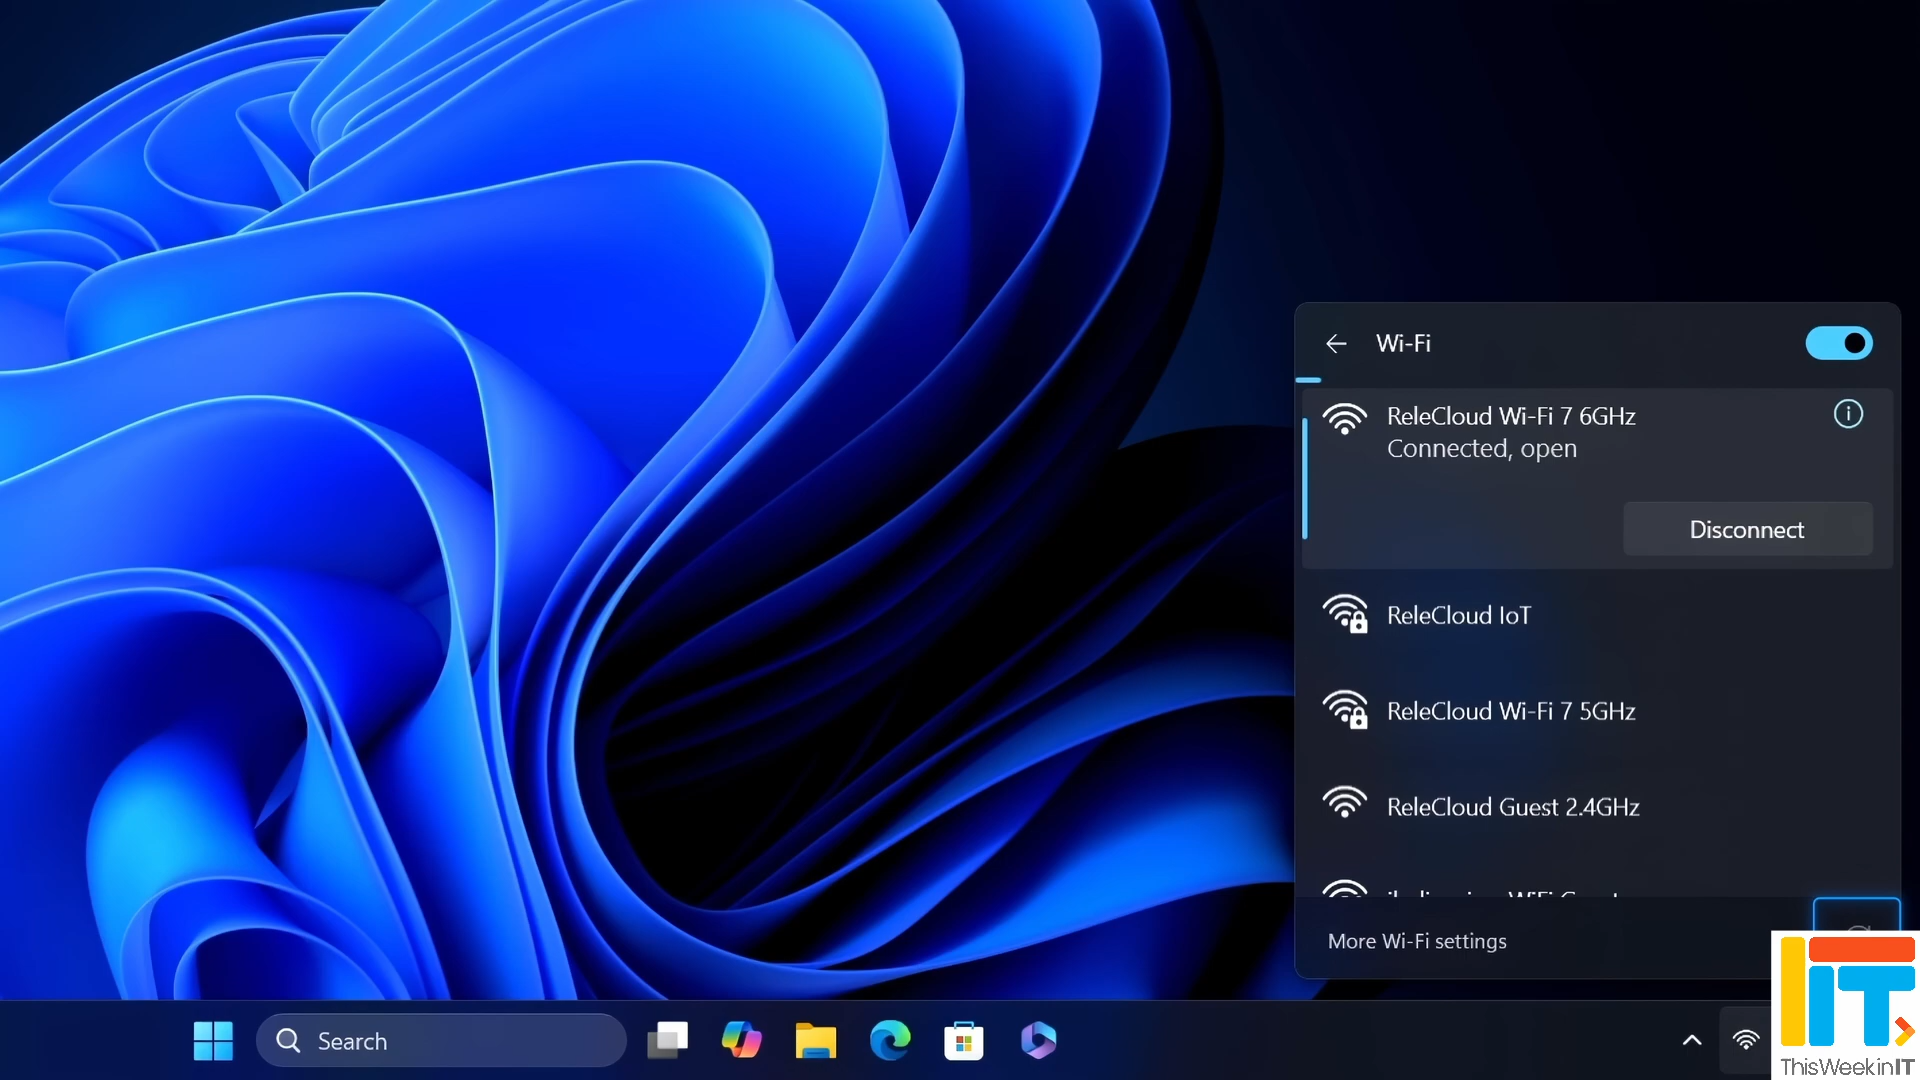 Wi-Fi
ReleCloud Wi-Fi 7 6GHz
Connected, open
Disconnect
ReleCloud IoT
ReleCloud Wi-Fi 7 5GHz
ReleCloud Guest 2.4GHz
More Wi-Fi settings
Search
IT
ThisWeekinIT